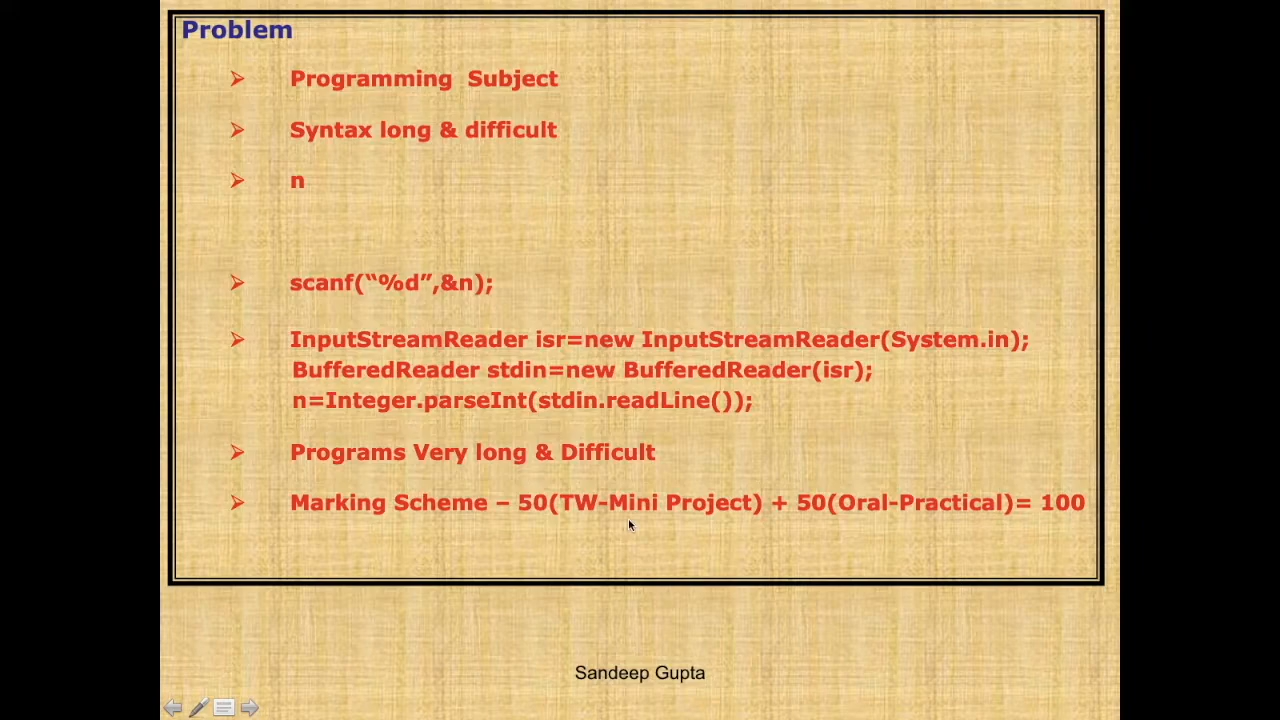 Problem
Programming Subject
Syntax long & difficult
n
scanf(“%d”,&n);
InputStreamReader isr=new InputStreamReader(System.in);
BufferedReader stdin=new BufferedReader(isr);
n=Integer.parseInt(stdin.readLine());
Programs Very long & Difficult
Marking Scheme – 50(TW-Mini Project) + 50(Oral-Practical)= 100
Sandeep Gupta